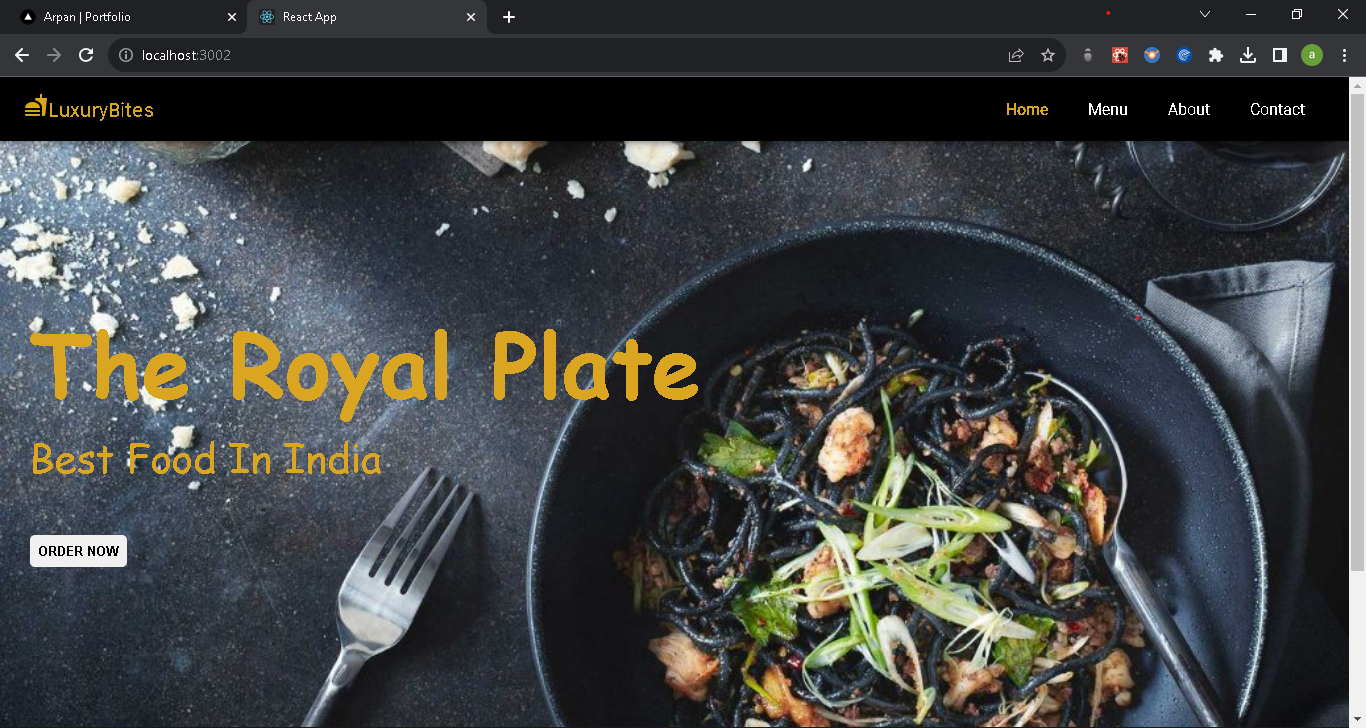 Arpan | Portfolio
React App
localhost:3002
a
LuxuryBites
Home
Menu
About
Contact
The Royal Plate
Best Food In India
ORDER NOW